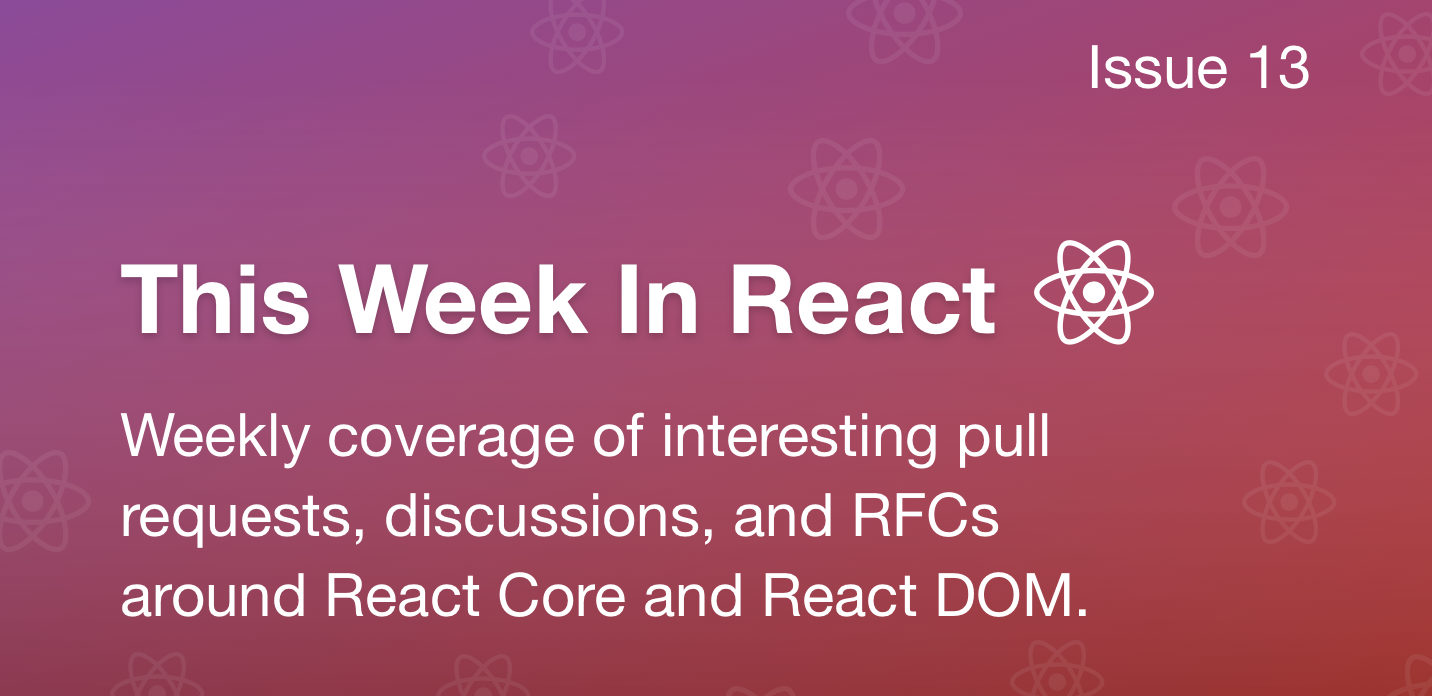 Issue 13
This Week In React
Weekly coverage of interesting pull
requests, discussions, and RFCs
around React Core and React DOM.